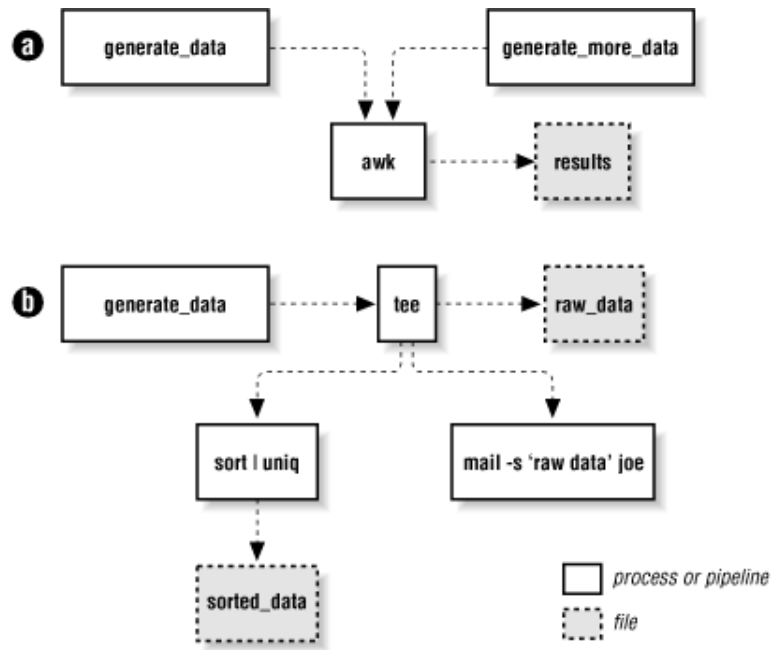 a
generate_data
generate_more_data
awk
results
b
generate_data
tee
raw_data
sort | uniq
mail -s ‘raw data’ joe
sorted_data
process or pipeline
file